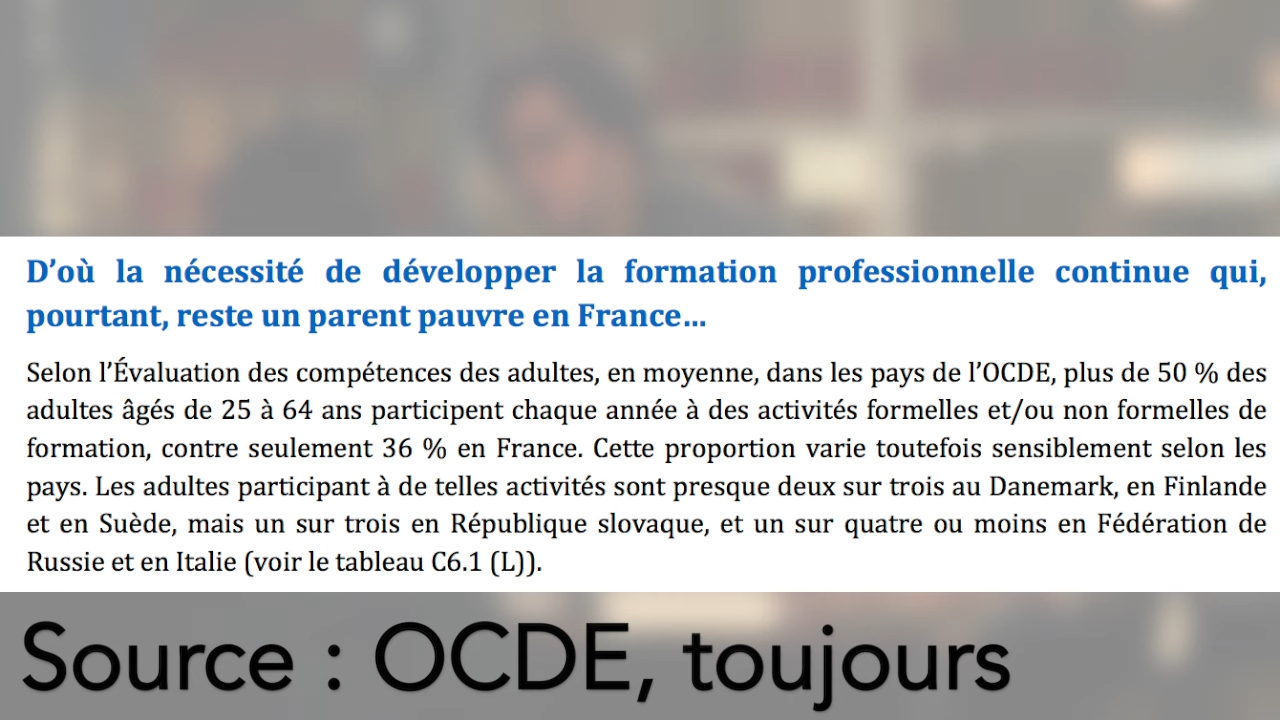 D’où la nécessité de développer la formation professionnelle continue qui,
pourtant, reste un parent pauvre en France…
Selon l’Évaluation des compétences des adultes, en moyenne, dans les pays de l’OCDE, plus de 50 % des
adultes âgés de 25 à 64 ans participent chaque année à des activités formelles et/ou non formelles de
formation, contre seulement 36 % en France. Cette proportion varie toutefois sensiblement selon les
pays. Les adultes participant à de telles activités sont presque deux sur trois au Danemark, en Finlande
et en Suède, mais un sur trois en République slovaque, et un sur quatre ou moins en Fédération de
Russie et en Italie (voir le tableau C6.1 (L)).
Source : OCDE, toujours